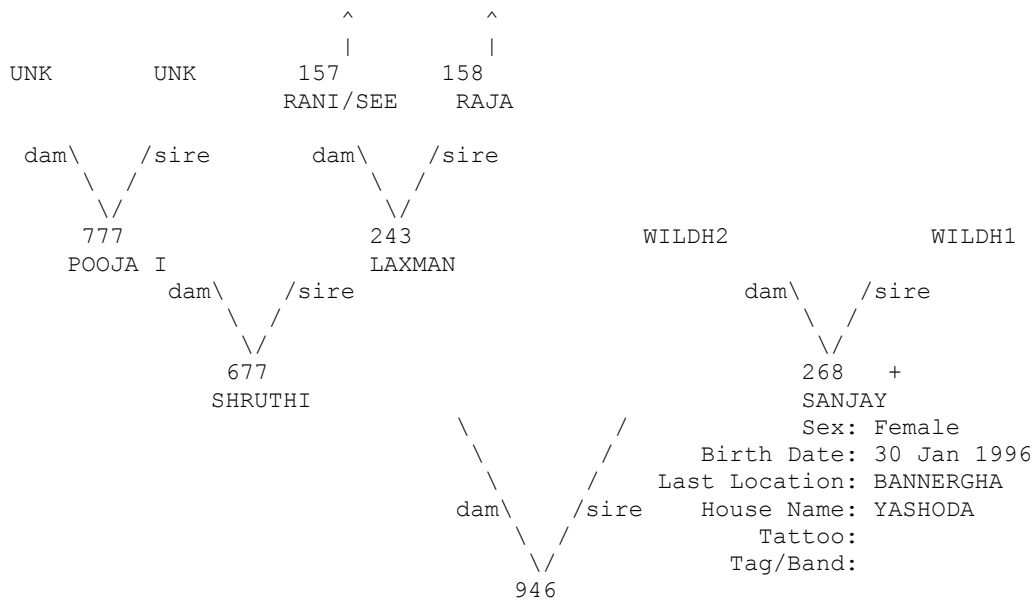 ^ ^
| |
UNK UNK 157 158
RANI/SEE RAJA
dam\ /sire dam\ /sire
\ / \ /
\/ \/
777 243 WILDH2 WILDH1
POOJA I LAXMAN
dam\ /sire dam\ /sire
\ / \ /
\/ \/
677 268 +
SHRUTHI SANJAY
\ / Sex: Female
\ / Birth Date: 30 Jan 1996
\ / Last Location: BANNERGHA
dam\ /sire House Name: YASHODA
\ / Tattoo:
\/ Tag/Band:
946